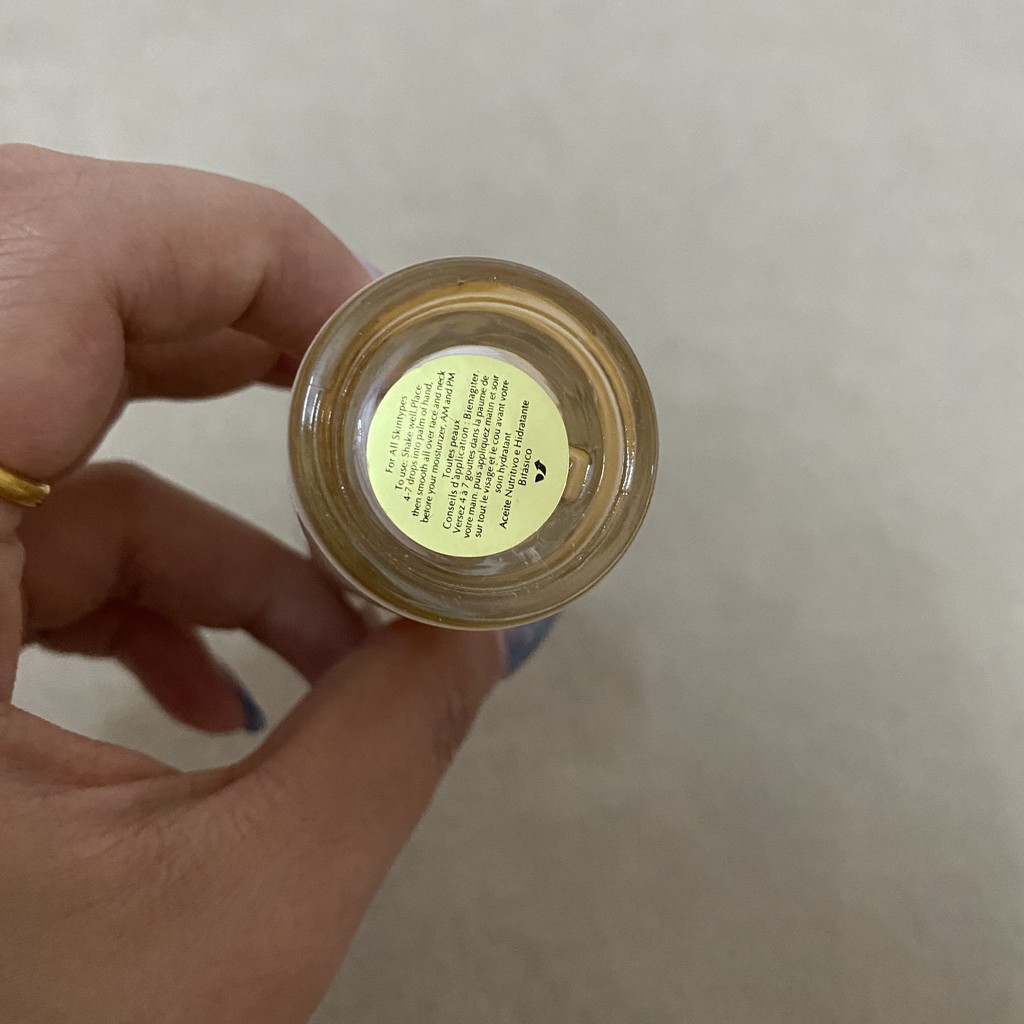 For All Skintypes
To use: Shake well. Place
4-7 drops into palm of hand,
then smooth all over face and neck
before your moisturizer, AM and PM
Toutes peaux
Conseils d'application : Bien agiter.
Versez 4 à 7 gouttes dans la paume de
votre main, puis appliquez matin et soir
sur tout le visage et le cou avant votre
soin hydratant
Aceite Nutritivo e Hidratante
Bifásico